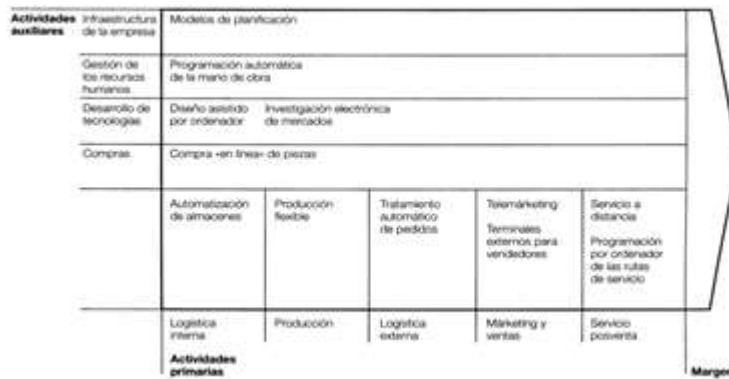 Actividades auxiliares
Infraestructura de la empresa
Modelos de planificación
Gestión de los recursos humanos
Programación automática de la mano de obra
Desarrollo de tecnologías
Diseño asistido por ordenador
Investigación electrónica de mercados
Compras
Compra «en línea» de piezas
Automatización de almacenes
Producción flexible
Tratamiento automático de pedidos
Telemárketing
Terminales externos para vendedores
Servicio a distancia
Programación por ordenador de las rutas de servicio
Logística interna
Producción
Logística externa
Márketing y ventas
Servicio posventa
Actividades primarias
Margen